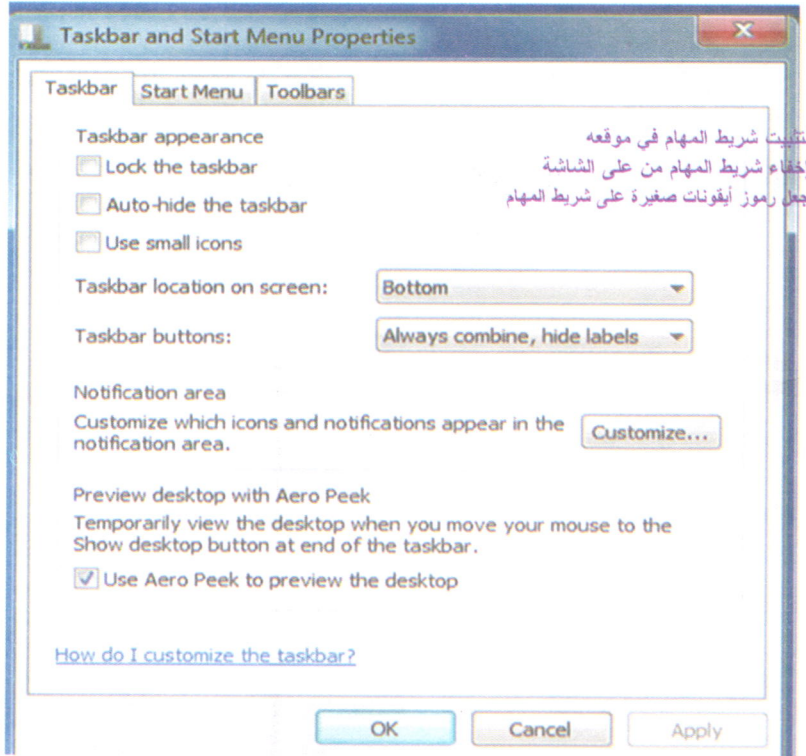 Taskbar and Start Menu Properties
Taskbar
Start Menu
Toolbars
Taskbar appearance
تثبيت شريط المهام في موقعه
Lock the taskbar
إخفاء شريط المهام من على الشاشة
Auto-hide the taskbar
جعل رموز أيقونات صغيرة على شريط المهام
Use small icons
Taskbar location on screen:
Bottom
Taskbar buttons:
Always combine, hide labels
Notification area
Customize which icons and notifications appear in the
notification area.
Customize...
Preview desktop with Aero Peek
Temporarily view the desktop when you move your mouse to the
Show desktop button at end of the taskbar.
Use Aero Peek to preview the desktop
How do I customize the taskbar?
OK
Cancel
Apply